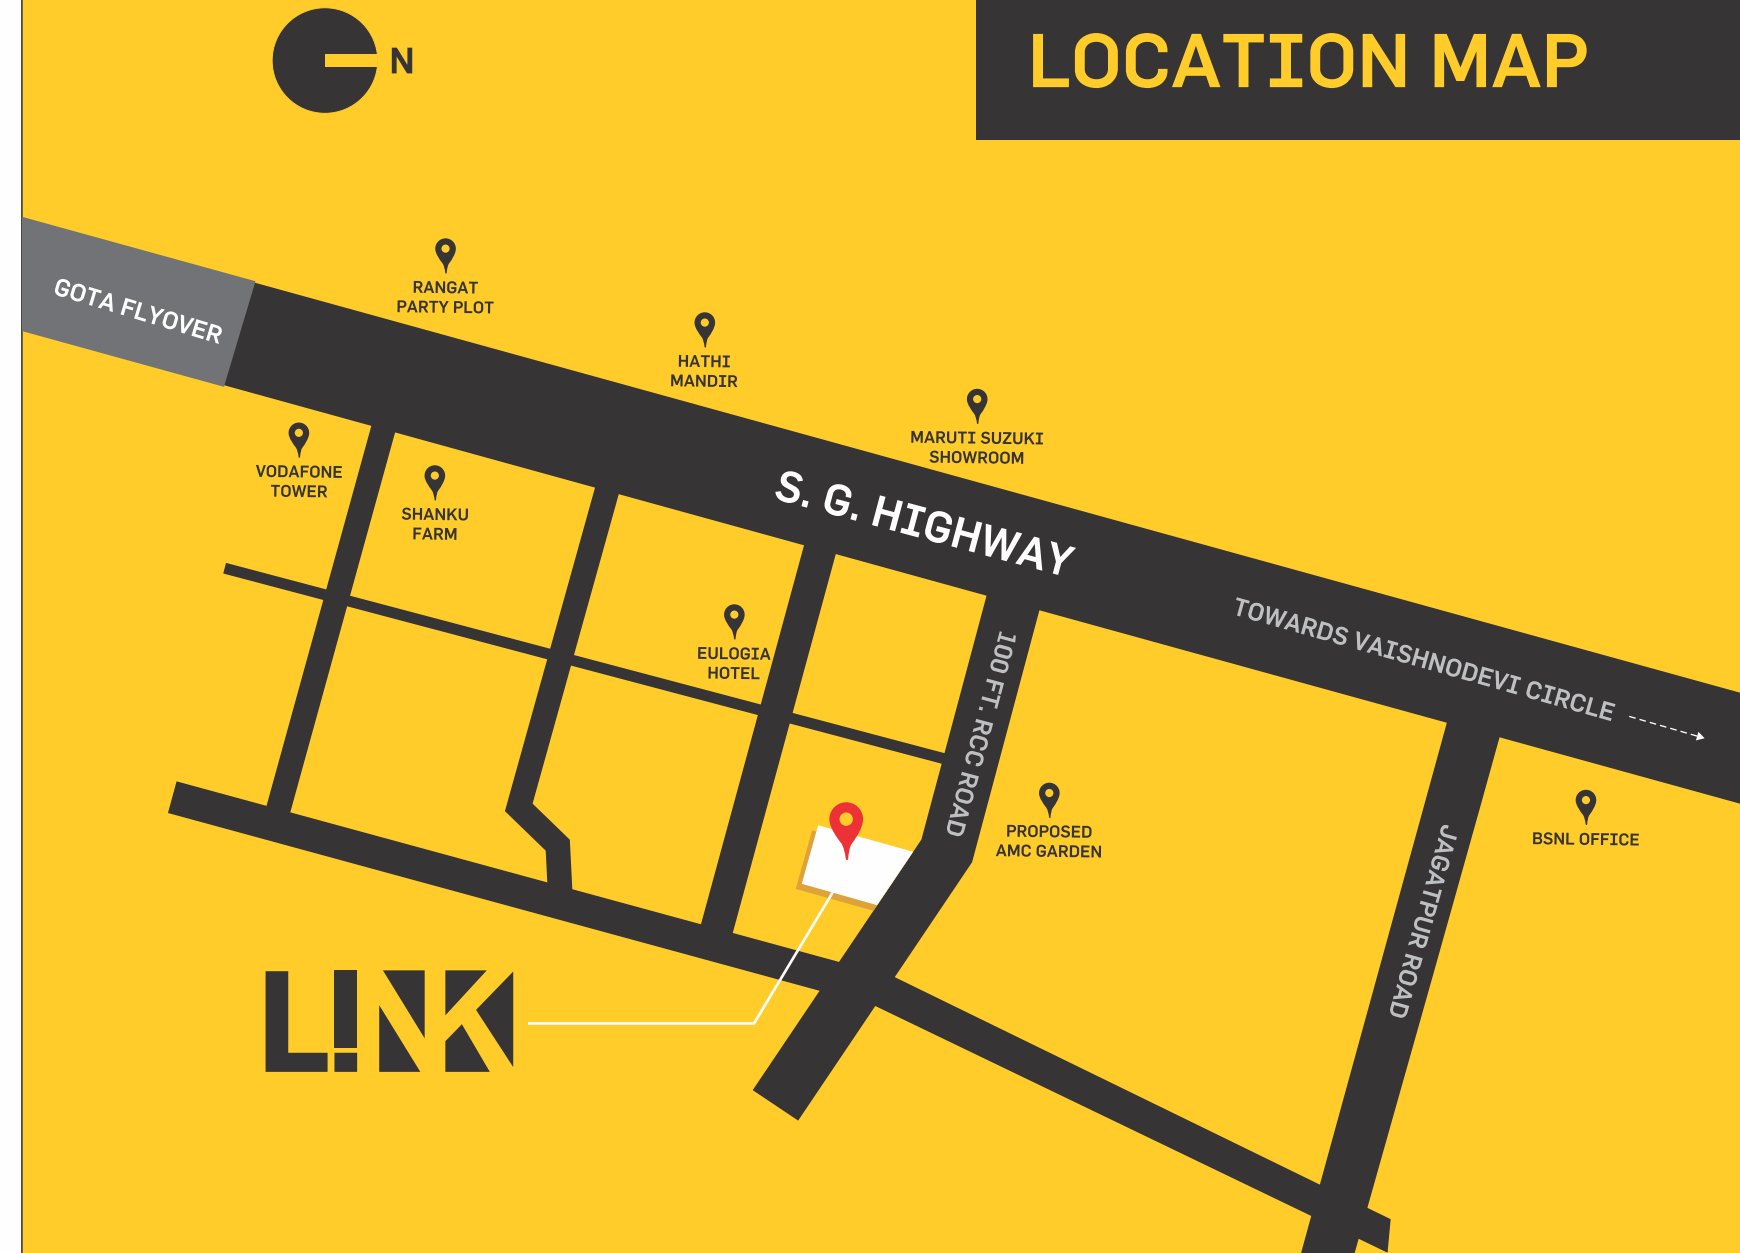 N
LOCATION MAP
GOTA FLYOVER
RANGAT
PARTY PLOT
HATHI
MANDIR
MARUTI SUZUKI
SHOWROOM
VODAFONE
TOWER
SHANKU
FARM
S. G. HIGHWAY
EULOGIA
HOTEL
100 FT. RCC ROAD
TOWARDS VAISHNODEVI CIRCLE
PROPOSED
AMC GARDEN
BSNL OFFICE
JAGATPUR ROAD
L!NK